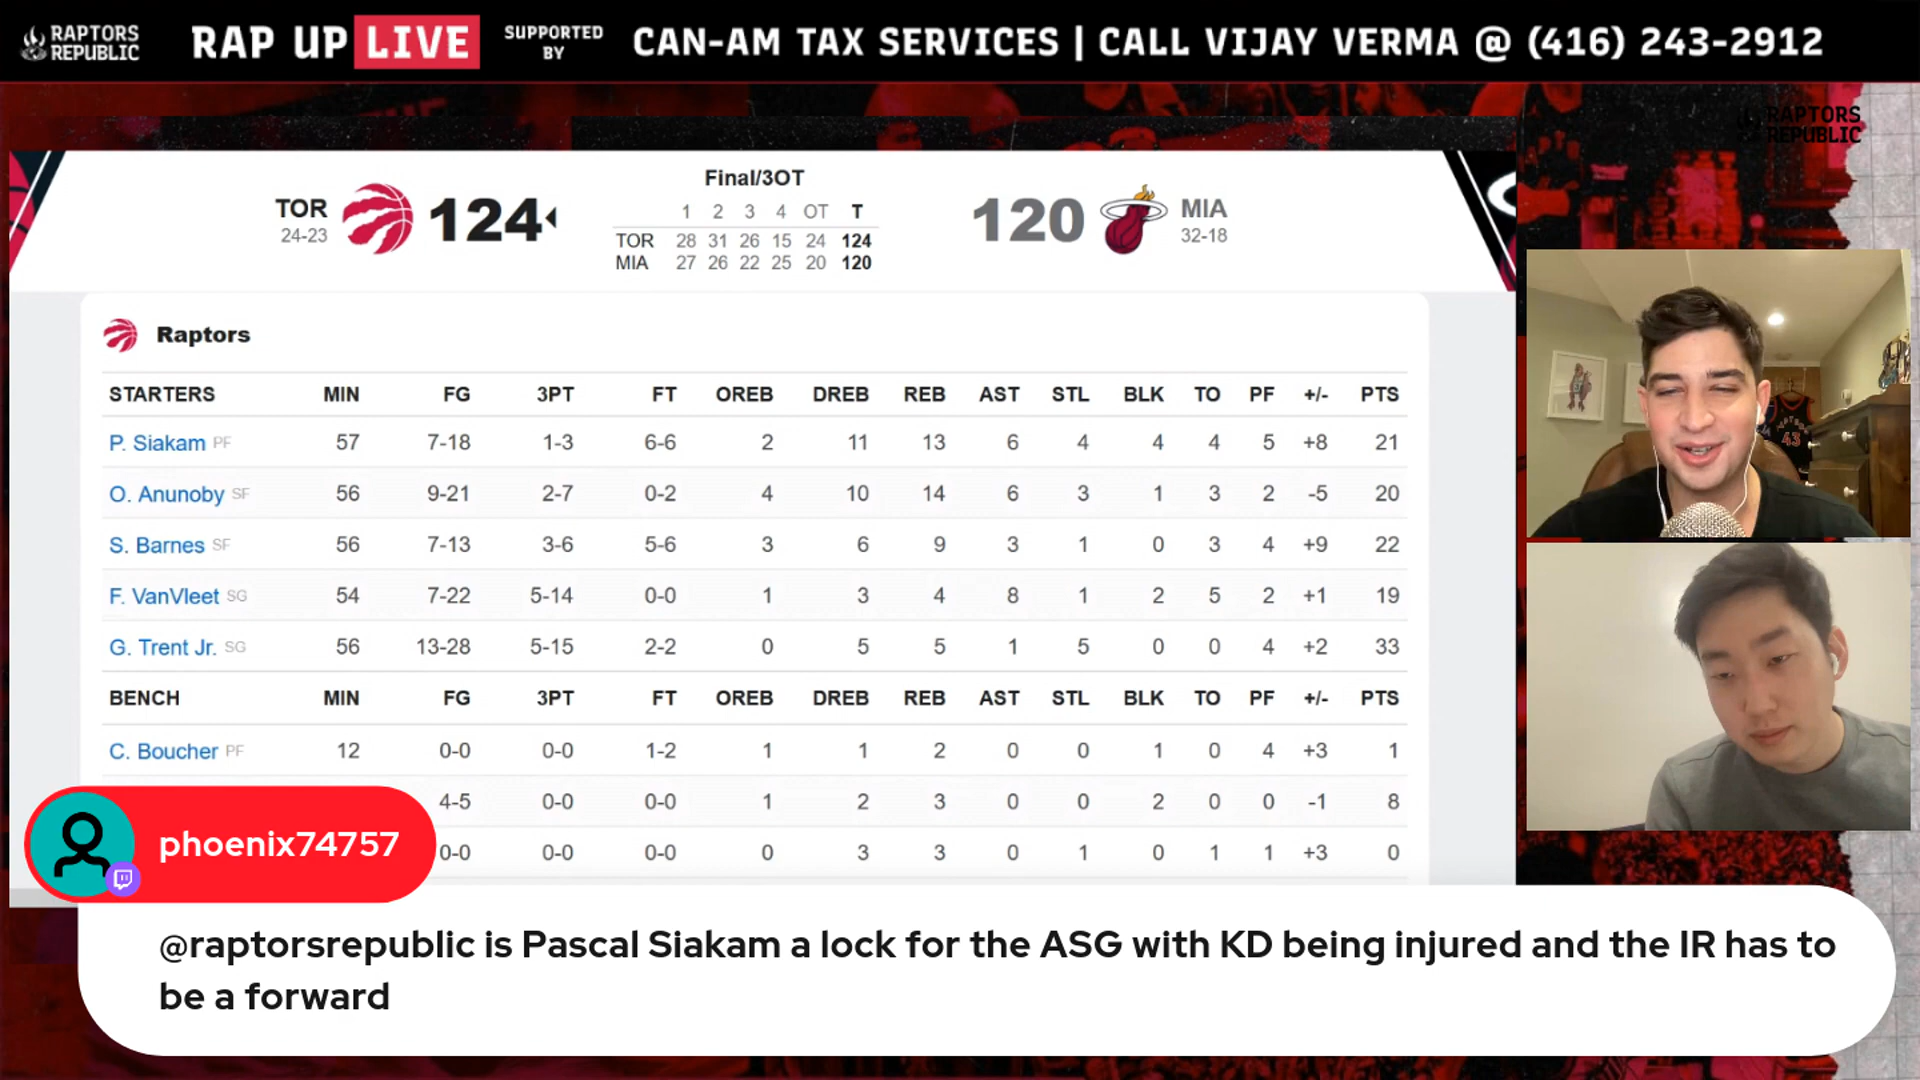 RAPTORS REPUBLIC
RAP UP LIVE
SUPPORTED BY
CAN-AM TAX SERVICES | CALL VIJAY VERMA @ (416) 243-2912
RAPTORS REPUBLIC
TOR 24-23
124
Final/3OT
1 2 3 4 OT T
TOR 28 31 26 15 24 124
MIA 27 26 22 25 20 120
120
MIA 32-18
Raptors
STARTERS MIN FG 3PT FT OREB DREB REB AST STL BLK TO PF +/- PTS
P. Siakam PF 57 7-18 1-3 6-6 2 11 13 6 4 4 4 5 +8 21
O. Anunoby SF 56 9-21 2-7 0-2 4 10 14 6 3 1 3 2 -5 20
S. Barnes SF 56 7-13 3-6 5-6 3 6 9 3 1 0 3 4 +9 22
F. VanVleet SG 54 7-22 5-14 0-0 1 3 4 8 1 2 5 2 +1 19
G. Trent Jr. SG 56 13-28 5-15 2-2 0 5 5 1 5 0 0 4 +2 33
BENCH MIN FG 3PT FT OREB DREB REB AST STL BLK TO PF +/- PTS
C. Boucher PF 12 0-0 0-0 1-2 1 1 2 0 0 1 0 4 +3 1
4-5 0-0 0-0 1 2 3 0 0 2 0 0 -1 8
0-0 0-0 0-0 0 3 3 0 1 0 1 1 +3 0
43
phoenix74757
@raptorsrepublic is Pascal Siakam a lock for the ASG with KD being injured and the IR has to
be a forward